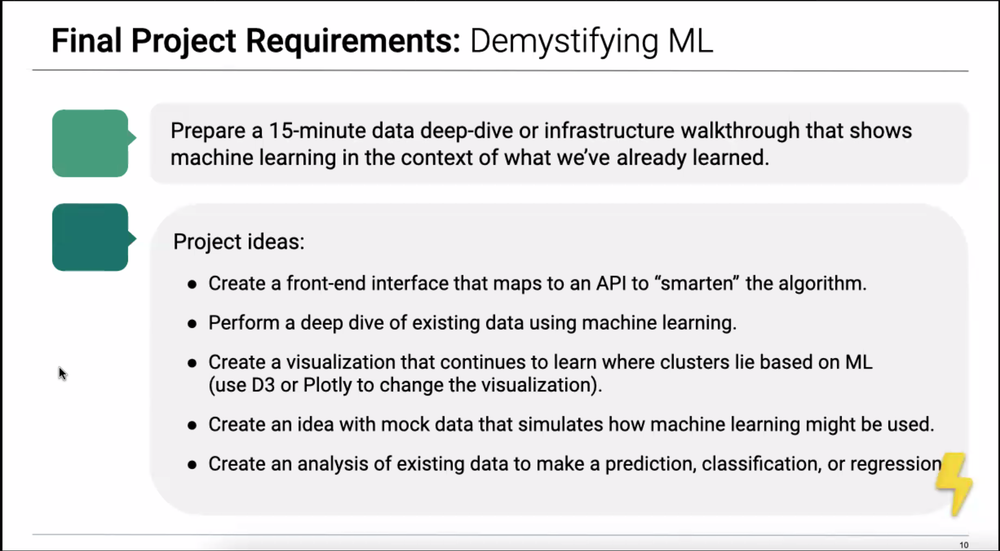 Final Project Requirements: Demystifying ML
Prepare a 15-minute data deep-dive or infrastructure walkthrough that shows
machine learning in the context of what we’ve already learned.
Project ideas:
● Create a front-end interface that maps to an API to “smarten” the algorithm.
● Perform a deep dive of existing data using machine learning.
● Create a visualization that continues to learn where clusters lie based on ML
(use D3 or Plotly to change the visualization).
● Create an idea with mock data that simulates how machine learning might be used.
● Create an analysis of existing data to make a prediction, classification, or regression
10